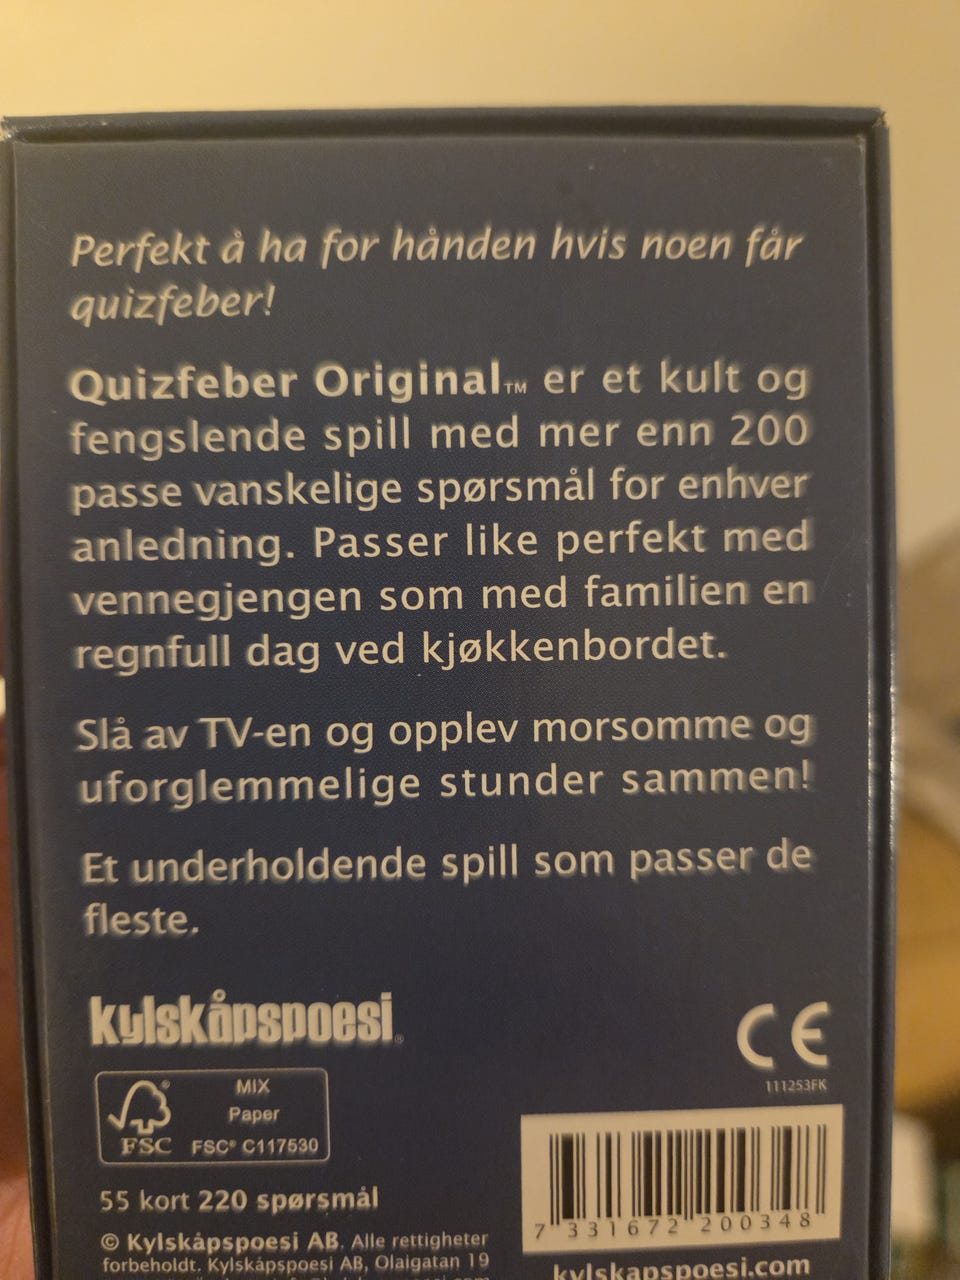 Perfekt å ha for hånden hvis noen får
quizfeber!
Quizfeber Original™ er et kult og
fengslende spill med mer enn 200
passe vanskelige spørsmål for enhver
anledning. Passer like perfekt med
vennegjengen som med familien en
regnfull dag ved kjøkkenbordet.
Slå av TV-en og opplev morsomme og
uforglemmelige stunder sammen!
Et underholdende spill som passer de
fleste.
kylskåpspoesi®
CE
111253FK
MIX
Paper
FSC FSC® C117530
55 kort 220 spørsmål
© Kylskåpspoesi AB. Alle rettigheter
forbeholdt. Kylskåpspoesi AB, Olaigatan 19
7 331672 200348
kylskapspoesi.com